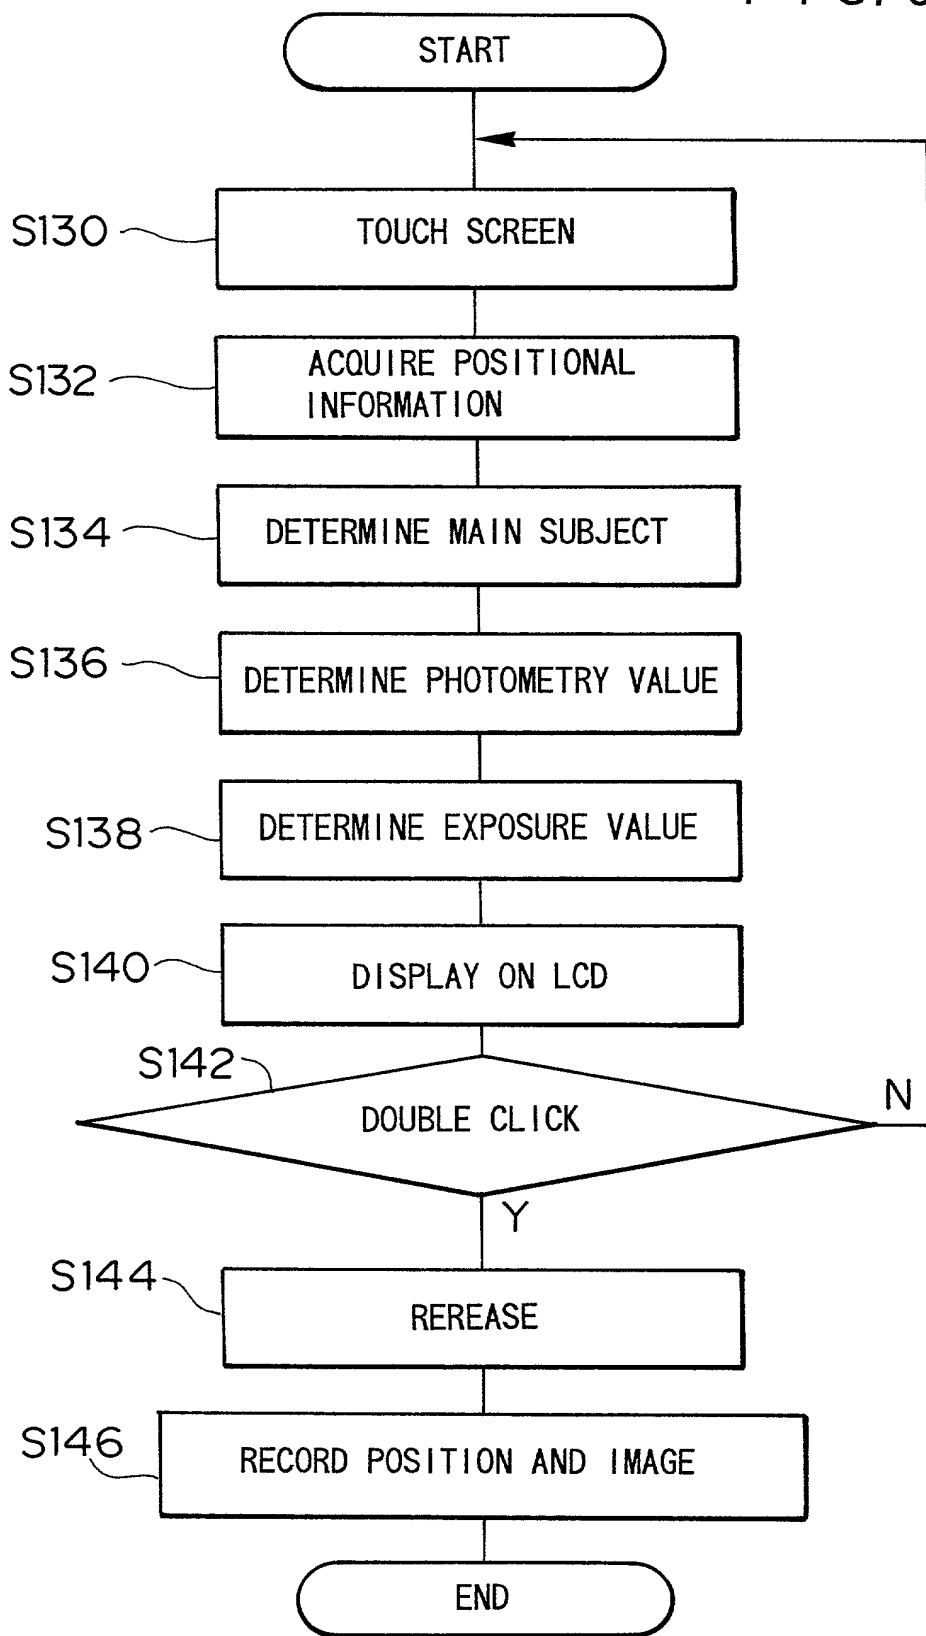 START
S130
TOUCH SCREEN
S132
ACQUIRE POSITIONAL
INFORMATION
S134
DETERMINE MAIN SUBJECT
S136
DETERMINE PHOTOMETRY VALUE
S138
DETERMINE EXPOSURE VALUE
S140
DISPLAY ON LCD
S142
DOUBLE CLICK
N
Y
S144
REREASE
S146
RECORD POSITION AND IMAGE
END